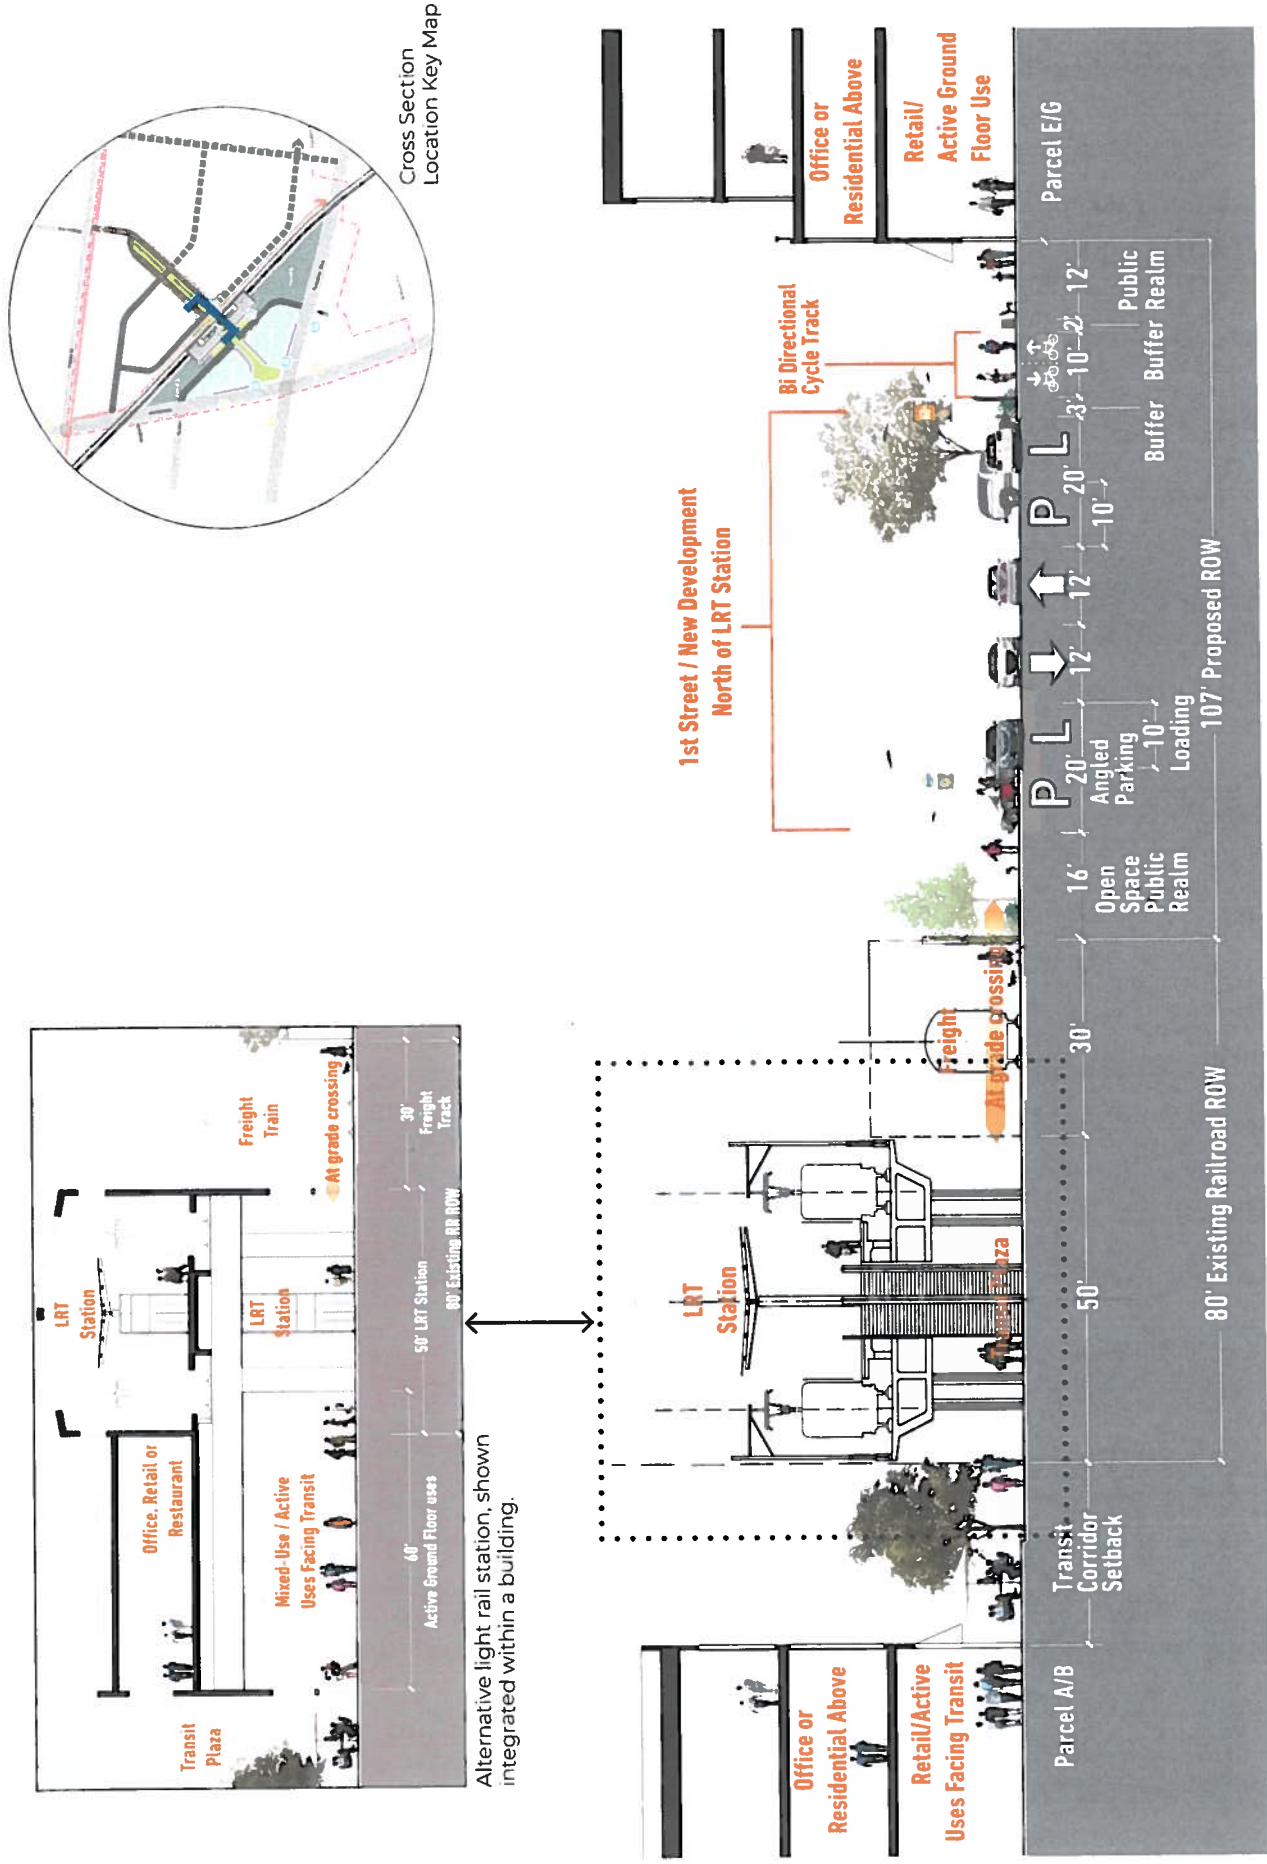 LRT
Station
Freight
Train
Office, Retail or
Restaurant
LRT
Station
Transit
Plaza
Mixed-Use / Active
Uses Facing Transit
At grade crossing
60'
Active Ground Floor uses
50' LRT Station
80' Existing RR ROW
30'
Freight
Track
Alternative light rail station, shown
integrated within a building.
Cross Section
Location Key Map
Office or
Residential Above
Retail/Active
Uses Facing Transit
LRT
Station
Transit Plaza
Freight
At grade crossing
1st Street / New Development
North of LRT Station
Bi Directional
Cycle Track
Office or
Residential Above
Retail/
Active Ground
Floor Use
Parcel A/B
Transit
Corridor
Setback
50'
30'
80' Existing Railroad ROW
16'
Open
Space
Public
Realm
P L
20'
Angled
Parking
10'
Loading
12'
12'
P L
20'
10'
3'
Buffer
10'
2'
Buffer
12'
Public
Realm
107' Proposed ROW
Parcel E/G